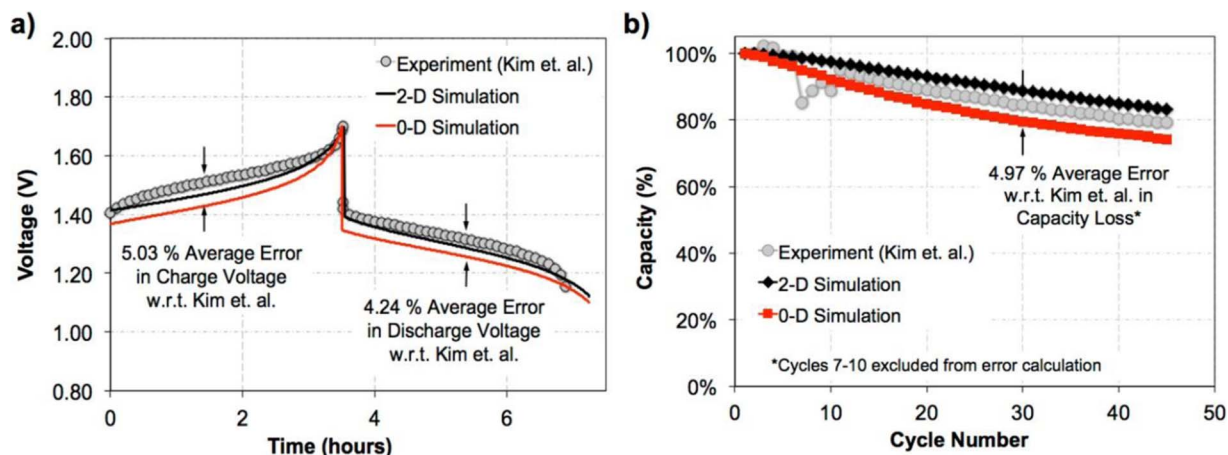 a)
2.00
1.80
1.60
1.40
1.20
1.00
0.80
Voltage (V)
Experiment (Kim et. al.)
2-D Simulation
0-D Simulation
5.03 % Average Error
in Charge Voltage
w.r.t. Kim et. al.
4.24 % Average Error
in Discharge Voltage
w.r.t. Kim et. al.
0 2 4 6
Time (hours)
b)
100%
80%
60%
40%
20%
0%
Capacity (%)
4.97 % Average Error
w.r.t. Kim et. al. in
Capacity Loss*
Experiment (Kim et. al.)
2-D Simulation
0-D Simulation
*Cycles 7-10 excluded from error calculation
0 10 20 30 40 50
Cycle Number